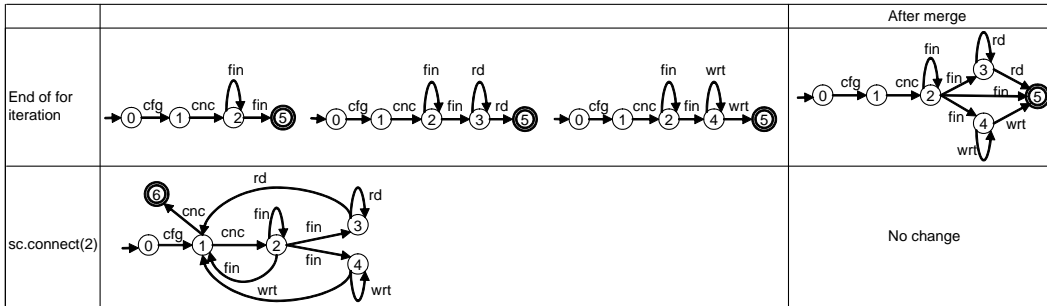 After merge
End of for iteration
fin
cfg cnc fin
0 1 2 5
fin rd
cfg cnc fin rd
0 1 2 3 5
fin wrt
cfg cnc fin wrt
0 1 2 4 5
rd
fin 3 rd
cfg cnc fin
0 1 2 fin 5
fin 4 wrt
wrt
sc.connect(2)
rd
6 rd
cnc fin 3
cfg cnc fin
0 1 2
fin fin 4
wrt wrt
No change